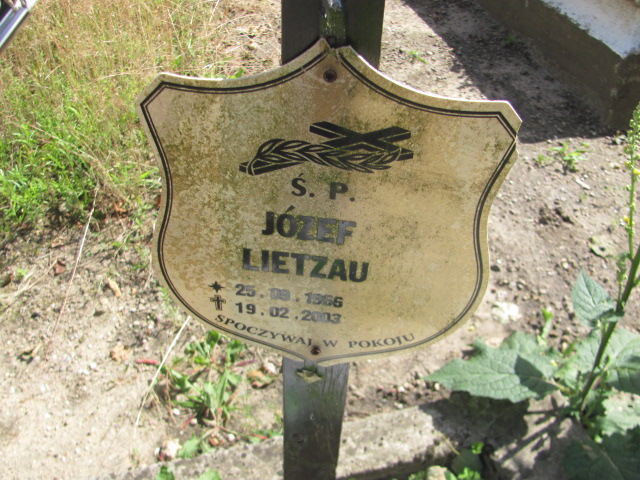 Ś. P.
JÓZEF
LIETZAU
25.09.1966
19.02.2003
SPOCZYWAJ W POKOJU